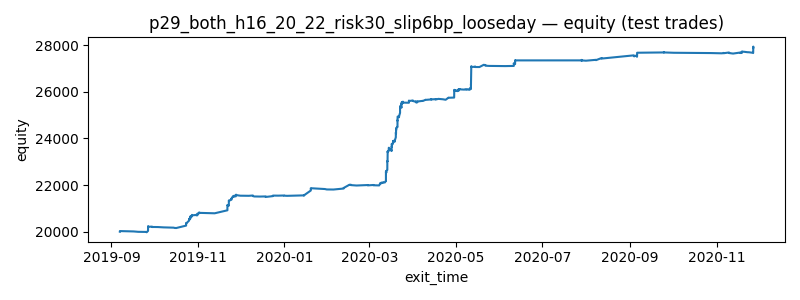 p29_both_h16_20_22_risk30_slip6bp_looseday — equity (test trades)
28000
26000
24000
22000
20000
equity
2019-09 2019-11 2020-01 2020-03 2020-05 2020-07 2020-09 2020-11
exit_time